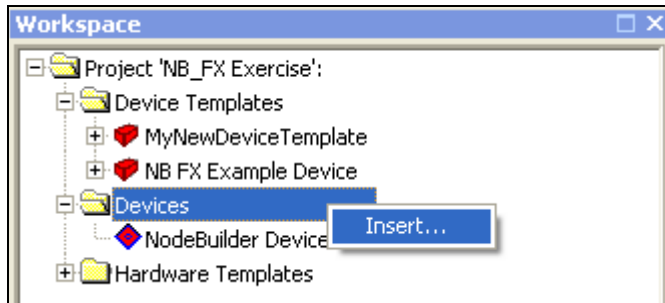 Workspace
Project 'NB_FX Exercise':
Device Templates
MyNewDeviceTemplate
NB FX Example Device
Devices
Insert...
NodeBuilder Device
Hardware Templates